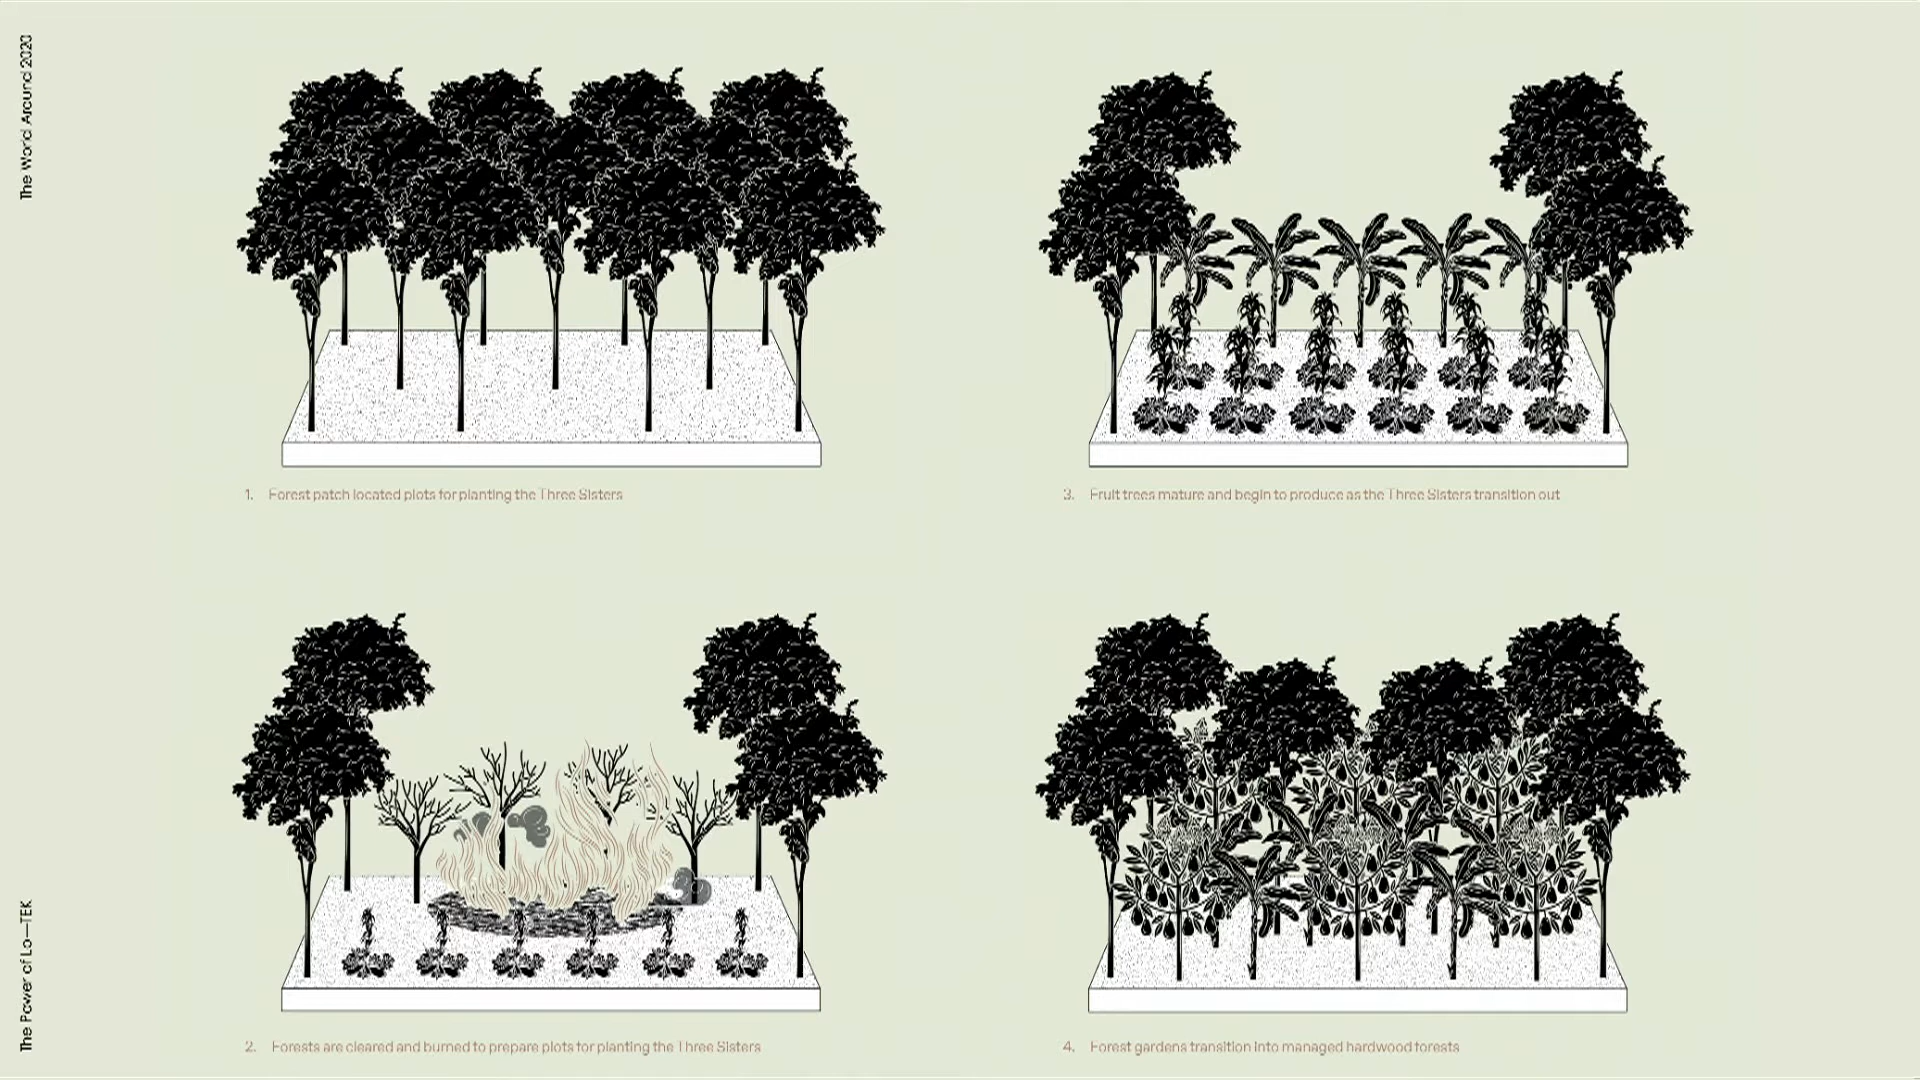 The World Around 2020
1. Forest patch located plots for planting the Three Sisters
3. Fruit trees mature and begin to produce as the Three Sisters transition out
2. Forests are cleared and burned to prepare plots for planting the Three Sisters
4. Forest gardens transition into managed hardwood forests
The Power of Lo—TEK